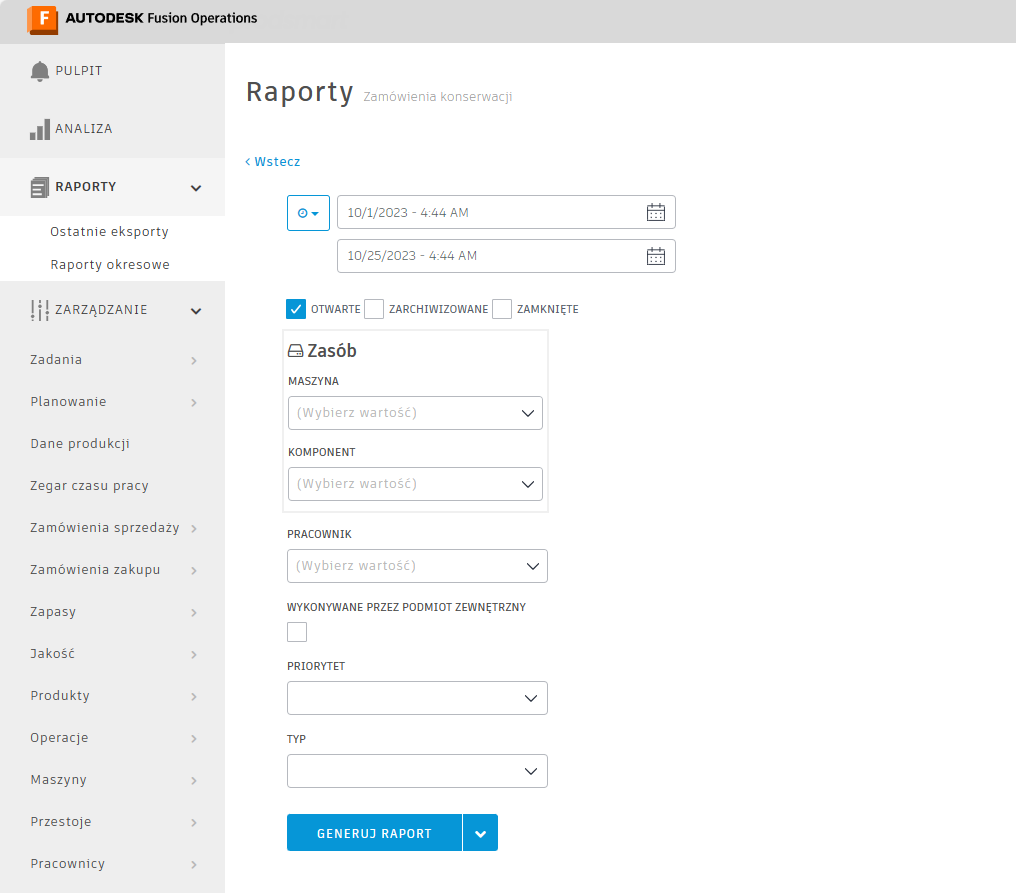 AUTODESK Fusion Operations
PULPIT
ANALIZA
RAPORTY
Ostatnie eksporty
Raporty okresowe
ZARZĄDZANIE
Zadania
Planowanie
Dane produkcji
Zegar czasu pracy
Zamówienia sprzedaży
Zamówienia zakupu
Zapasy
Jakość
Produkty
Operacje
Maszyny
Przestoje
Pracownicy
Raporty Zamówienia konserwacji
Wstecz
10/1/2023 - 4:44 AM
10/25/2023 - 4:44 AM
OTWARTE ZARCHIWIZOWANE ZAMKNIĘTE
Zasób
MASZYNA
(Wybierz wartość)
KOMPONENT
(Wybierz wartość)
PRACOWNIK
(Wybierz wartość)
WYKONYWANE PRZEZ PODMIOT ZEWNĘTRZNY
PRIORYTET
TYP
GENERUJ RAPORT